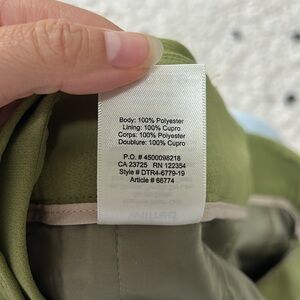 Body: 100% Polyester
Lining: 100% Cupro
Corps: 100% Polyester
Doublure: 100% Cupro
P.O. # 4500098218
CA 23725 RN 122354
Style # DTR4-6779-19
Article # 66774